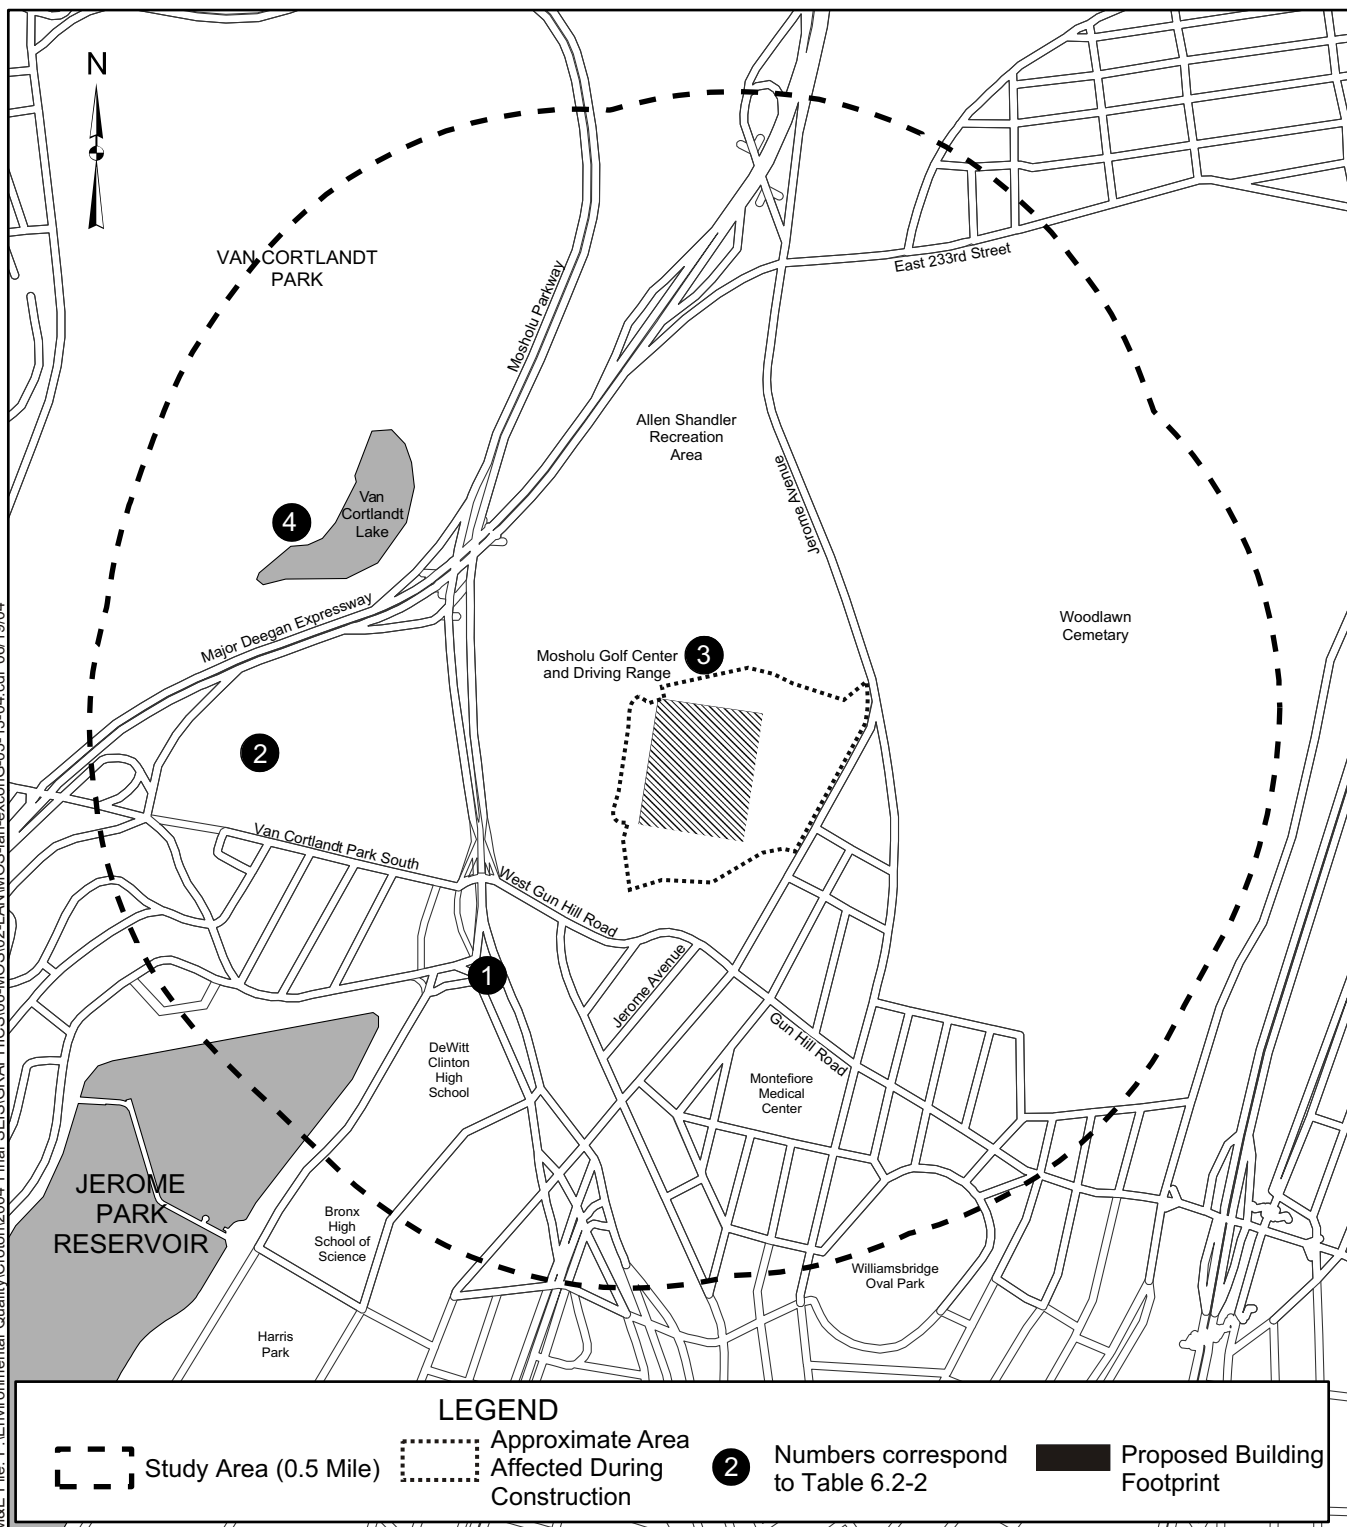 N
VAN CORTLANDT
PARK
Mosholu Parkway
East 233rd Street
Allen Shandler
Recreation
Area
Jerome Avenue
4
Van
Cortlandt
Lake
Major Deegan Expressway
Woodlawn
Cemetary
Mosholu Golf Center
and Driving Range
3
2
Van Cortlandt Park South
West Gun Hill Road
1
Jerome Avenue
Gun Hill Road
DeWitt
Clinton
High
School
Montefiore
Medical
Center
JEROME
PARK
RESERVOIR
Bronx
High
School of
Science
Williamsbridge
Oval Park
Harris
Park
LEGEND
Study Area (0.5 Mile)
Approximate Area
Affected During
Construction
2
Numbers correspond
to Table 6.2-2
Proposed Building
Footprint